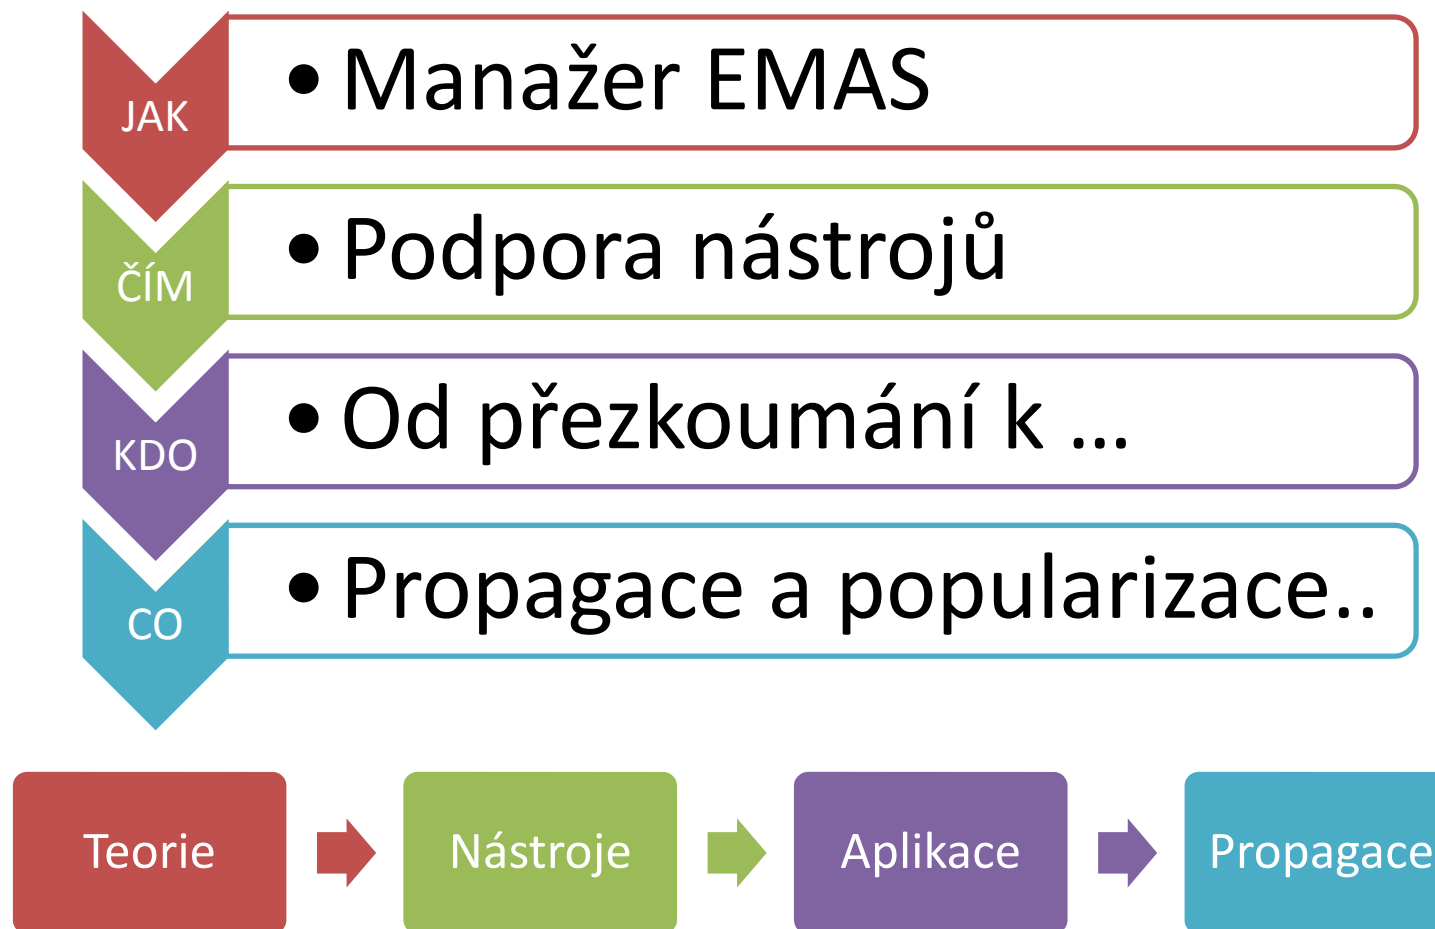 JAK
• Manažer EMAS
ČÍM
• Podpora nástrojů
KDO
• Od přezkoumání k ...
CO
• Propagace a popularizace..
Teorie
Nástroje
Aplikace
Propagace